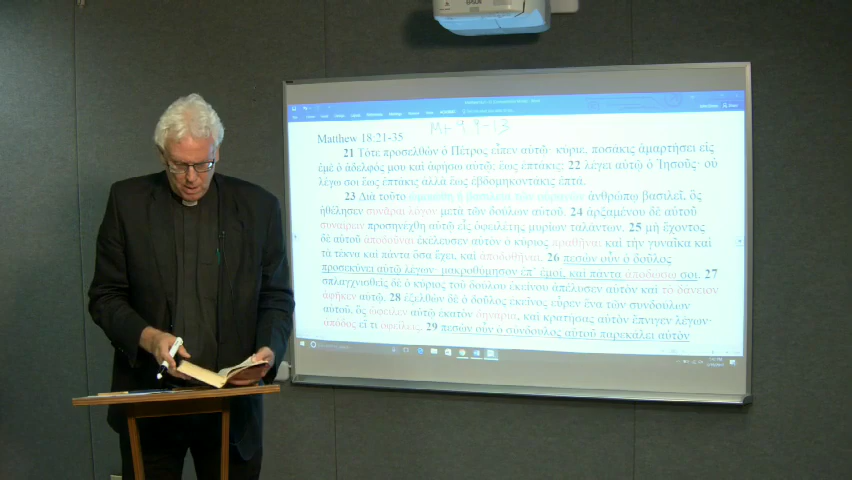 EPSON
Mt 9 9-13
Matthew 18:21-35
21 Τότε προσελθὼν ὁ Πέτρος εἶπεν αὐτῷ· κύριε, ποσάκις ἁμαρτήσει εἰς
ἐμὲ ὁ ἀδελφός μου καὶ ἀφήσω αὐτῷ; ἕως ἑπτάκις; 22 λέγει αὐτῷ ὁ Ἰησοῦς· οὐ
λέγω σοι ἕως ἑπτάκις ἀλλὰ ἕως ἑβδομηκοντάκις ἑπτά.
23 Διὰ τοῦτο ὡμοιώθη ἡ βασιλεία τῶν οὐρανῶν ἀνθρώπῳ βασιλεῖ, ὃς
ἠθέλησεν συνᾶραι λόγον μετὰ τῶν δούλων αὐτοῦ. 24 ἀρξαμένου δὲ αὐτοῦ
συναίρειν προσηνέχθη αὐτῷ εἷς ὀφειλέτης μυρίων ταλάντων. 25 μὴ ἔχοντος
δὲ αὐτοῦ ἀποδοῦναι ἐκέλευσεν αὐτὸν ὁ κύριος πραθῆναι καὶ τὴν γυναῖκα καὶ
τὰ τέκνα καὶ πάντα ὅσα ἔχει, καὶ ἀποδοθῆναι. 26 πεσὼν οὖν ὁ δοῦλος
προσεκύνει αὐτῷ λέγων· μακροθύμησον ἐπ᾽ ἐμοί, καὶ πάντα ἀποδώσω σοι. 27
σπλαγχνισθεὶς δὲ ὁ κύριος τοῦ δούλου ἐκείνου ἀπέλυσεν αὐτὸν καὶ τὸ δάνειον
ἀφῆκεν αὐτῷ. 28 ἐξελθὼν δὲ ὁ δοῦλος ἐκεῖνος εὗρεν ἕνα τῶν συνδούλων
αὐτοῦ, ὃς ὤφειλεν αὐτῷ ἑκατὸν δηνάρια, καὶ κρατήσας αὐτὸν ἔπνιγεν λέγων·
ἀπόδος εἴ τι ὀφείλεις. 29 πεσὼν οὖν ὁ σύνδουλος αὐτοῦ παρεκάλει αὐτὸν